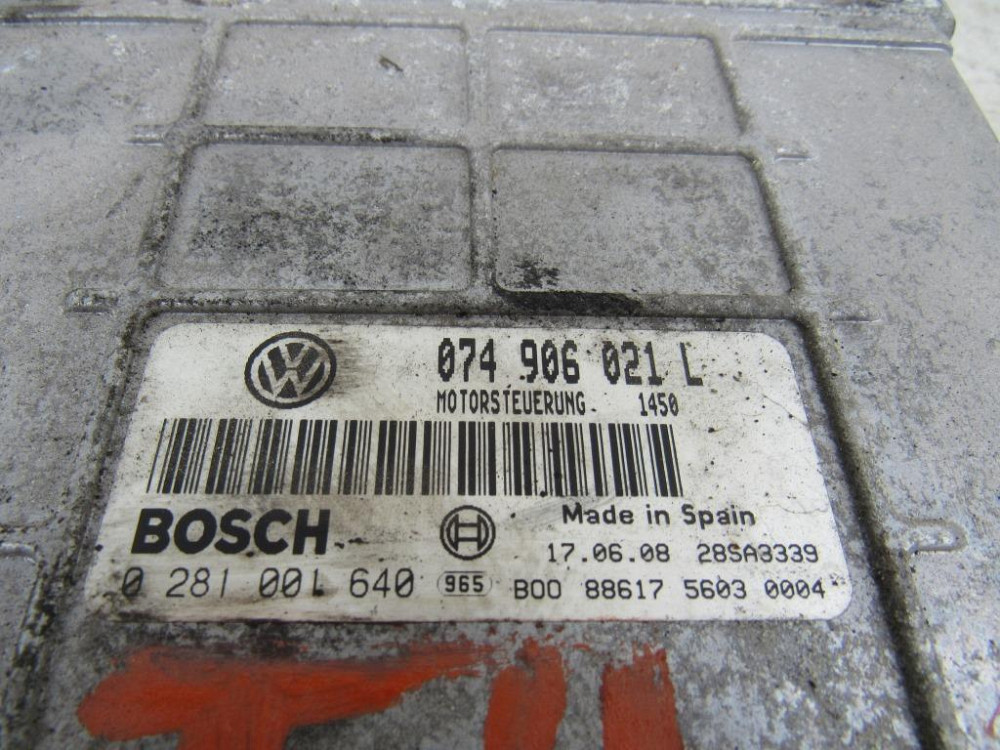 074 906 021 L
MOTORSTEUERUNG. 1450
BOSCH
Made in Spain
17.06.08 28SA3339
0 281 001 640 965 B00 88617 5603 0004*